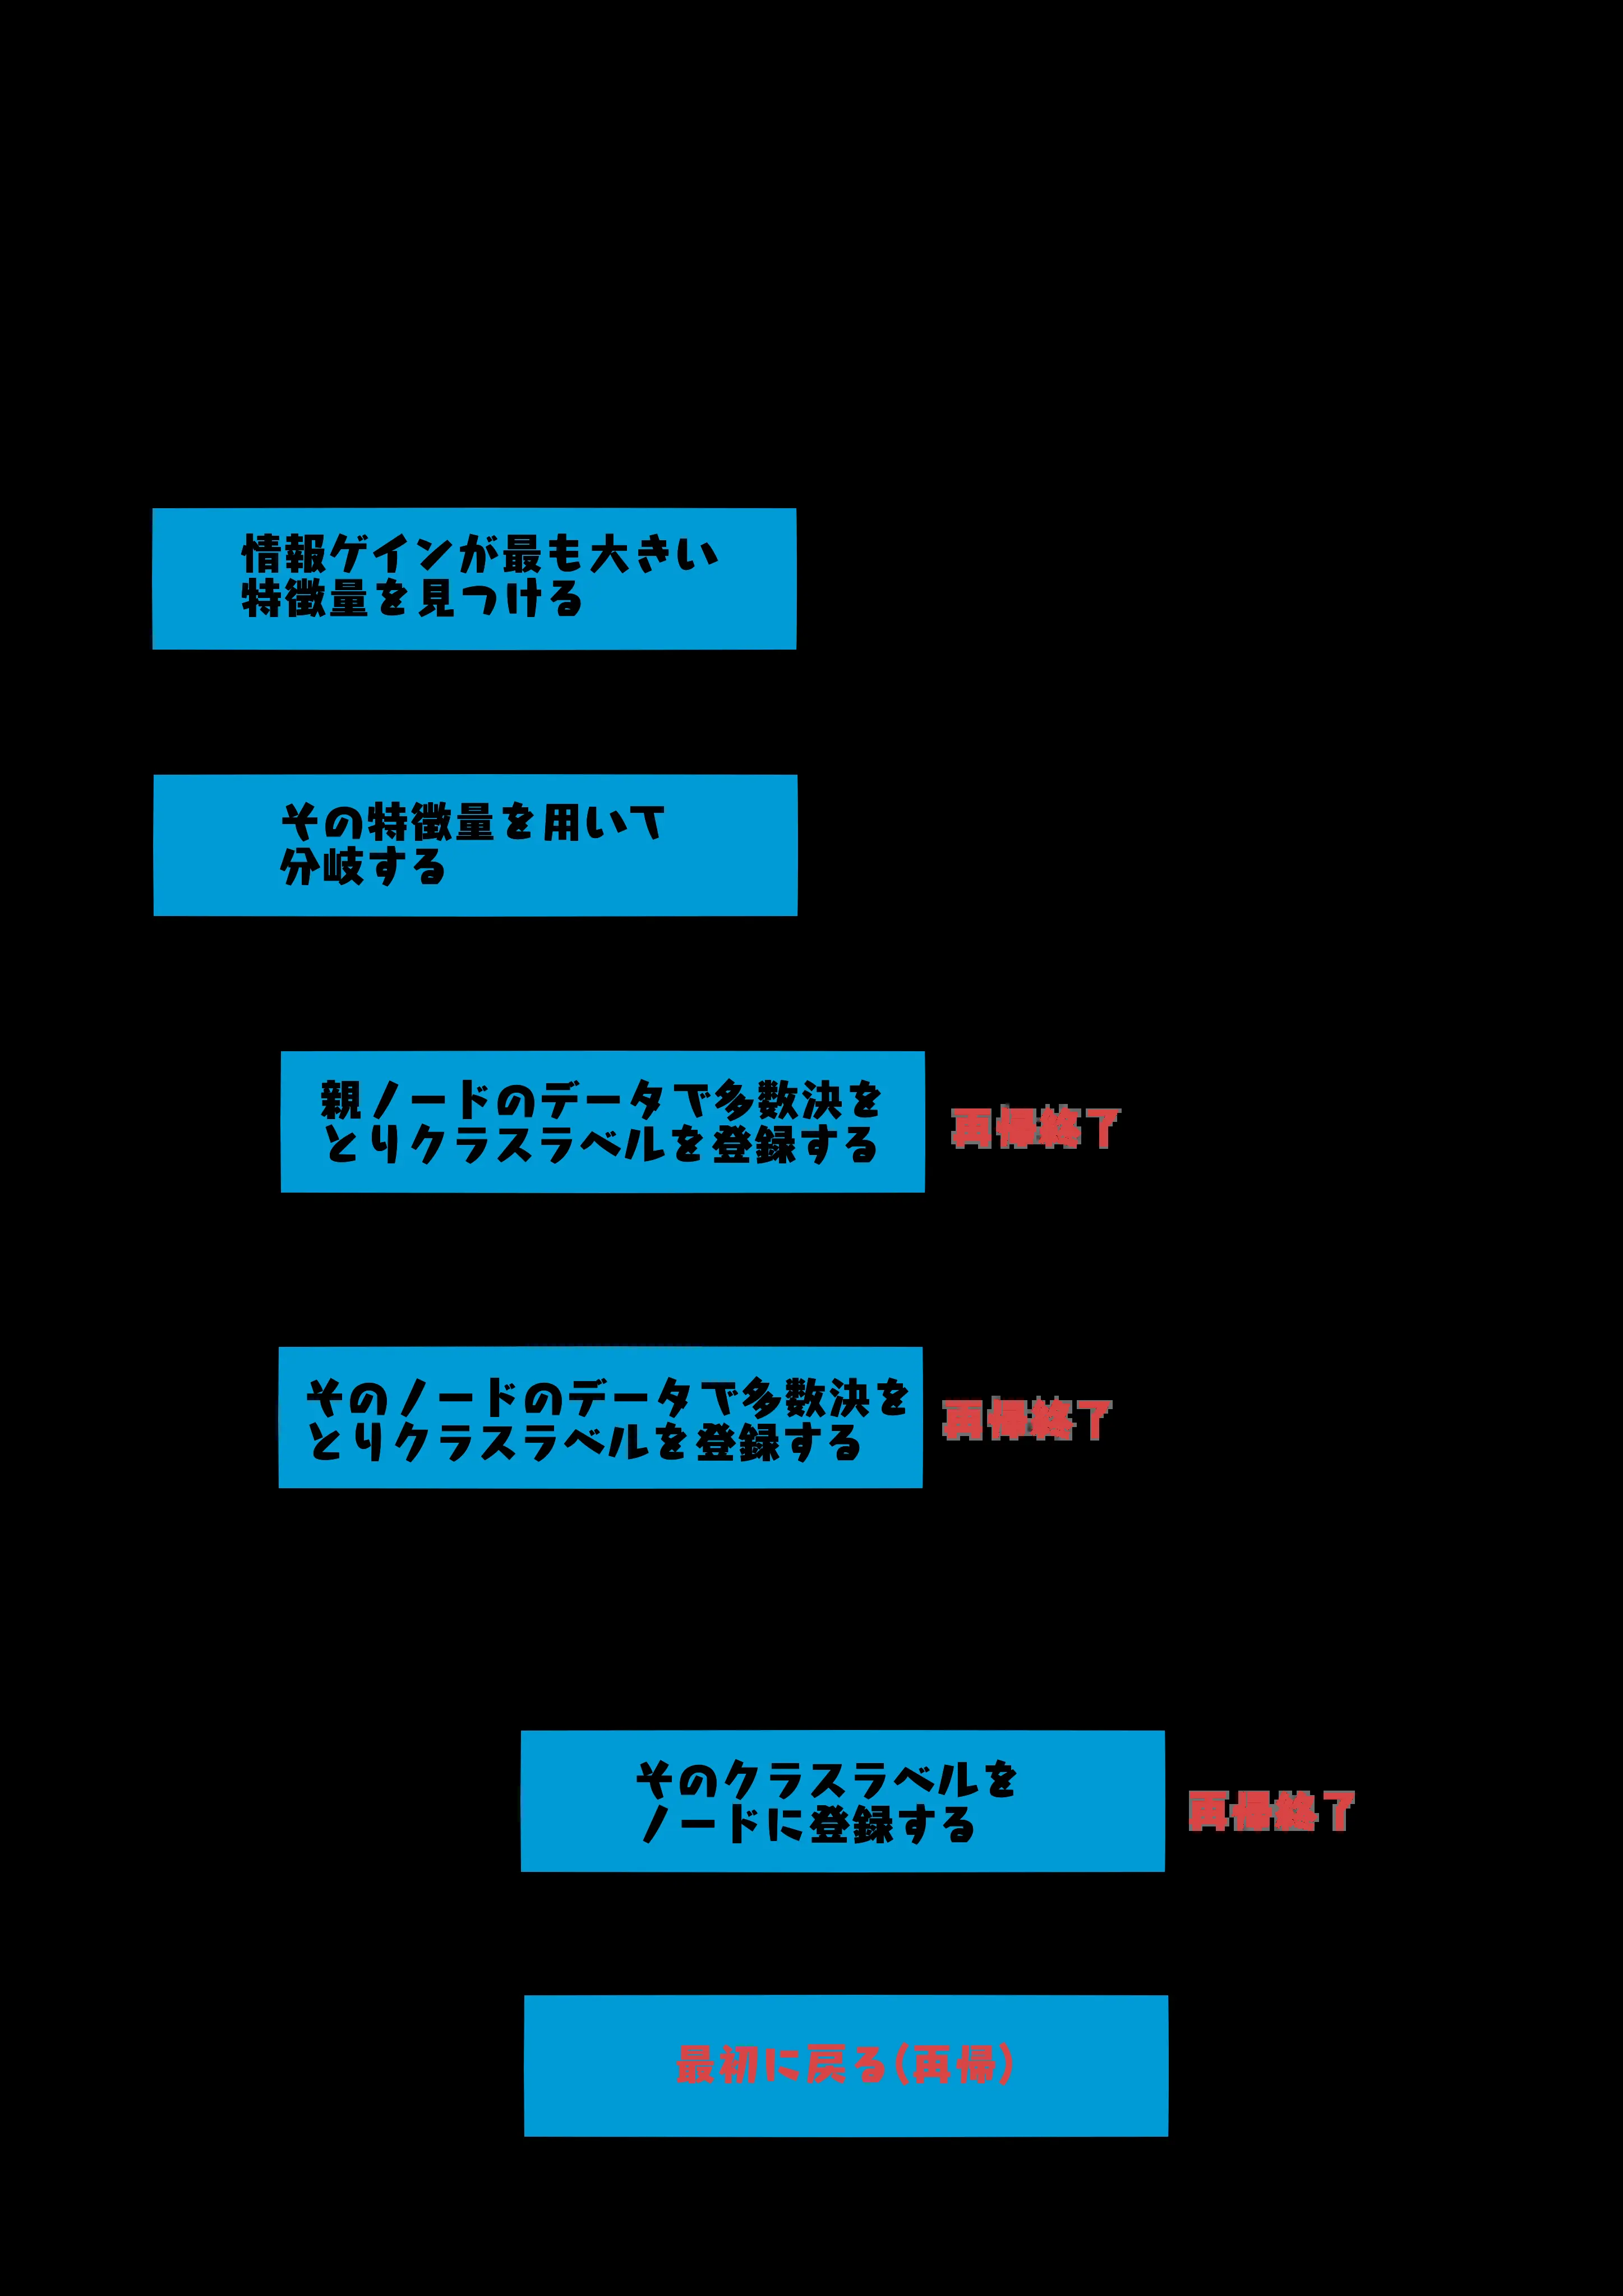 情報ゲインが最も大きい
特徴量を見つける
その特徴量を用いて
分岐する
親ノードのデータで多数決を
とりクラスラベルを登録する
再帰終了
そのノードのデータで多数決を
とりクラスラベルを登録する
再帰終了
そのクラスラベルを
ノードに登録する
再帰終了
最初に戻る(再帰)